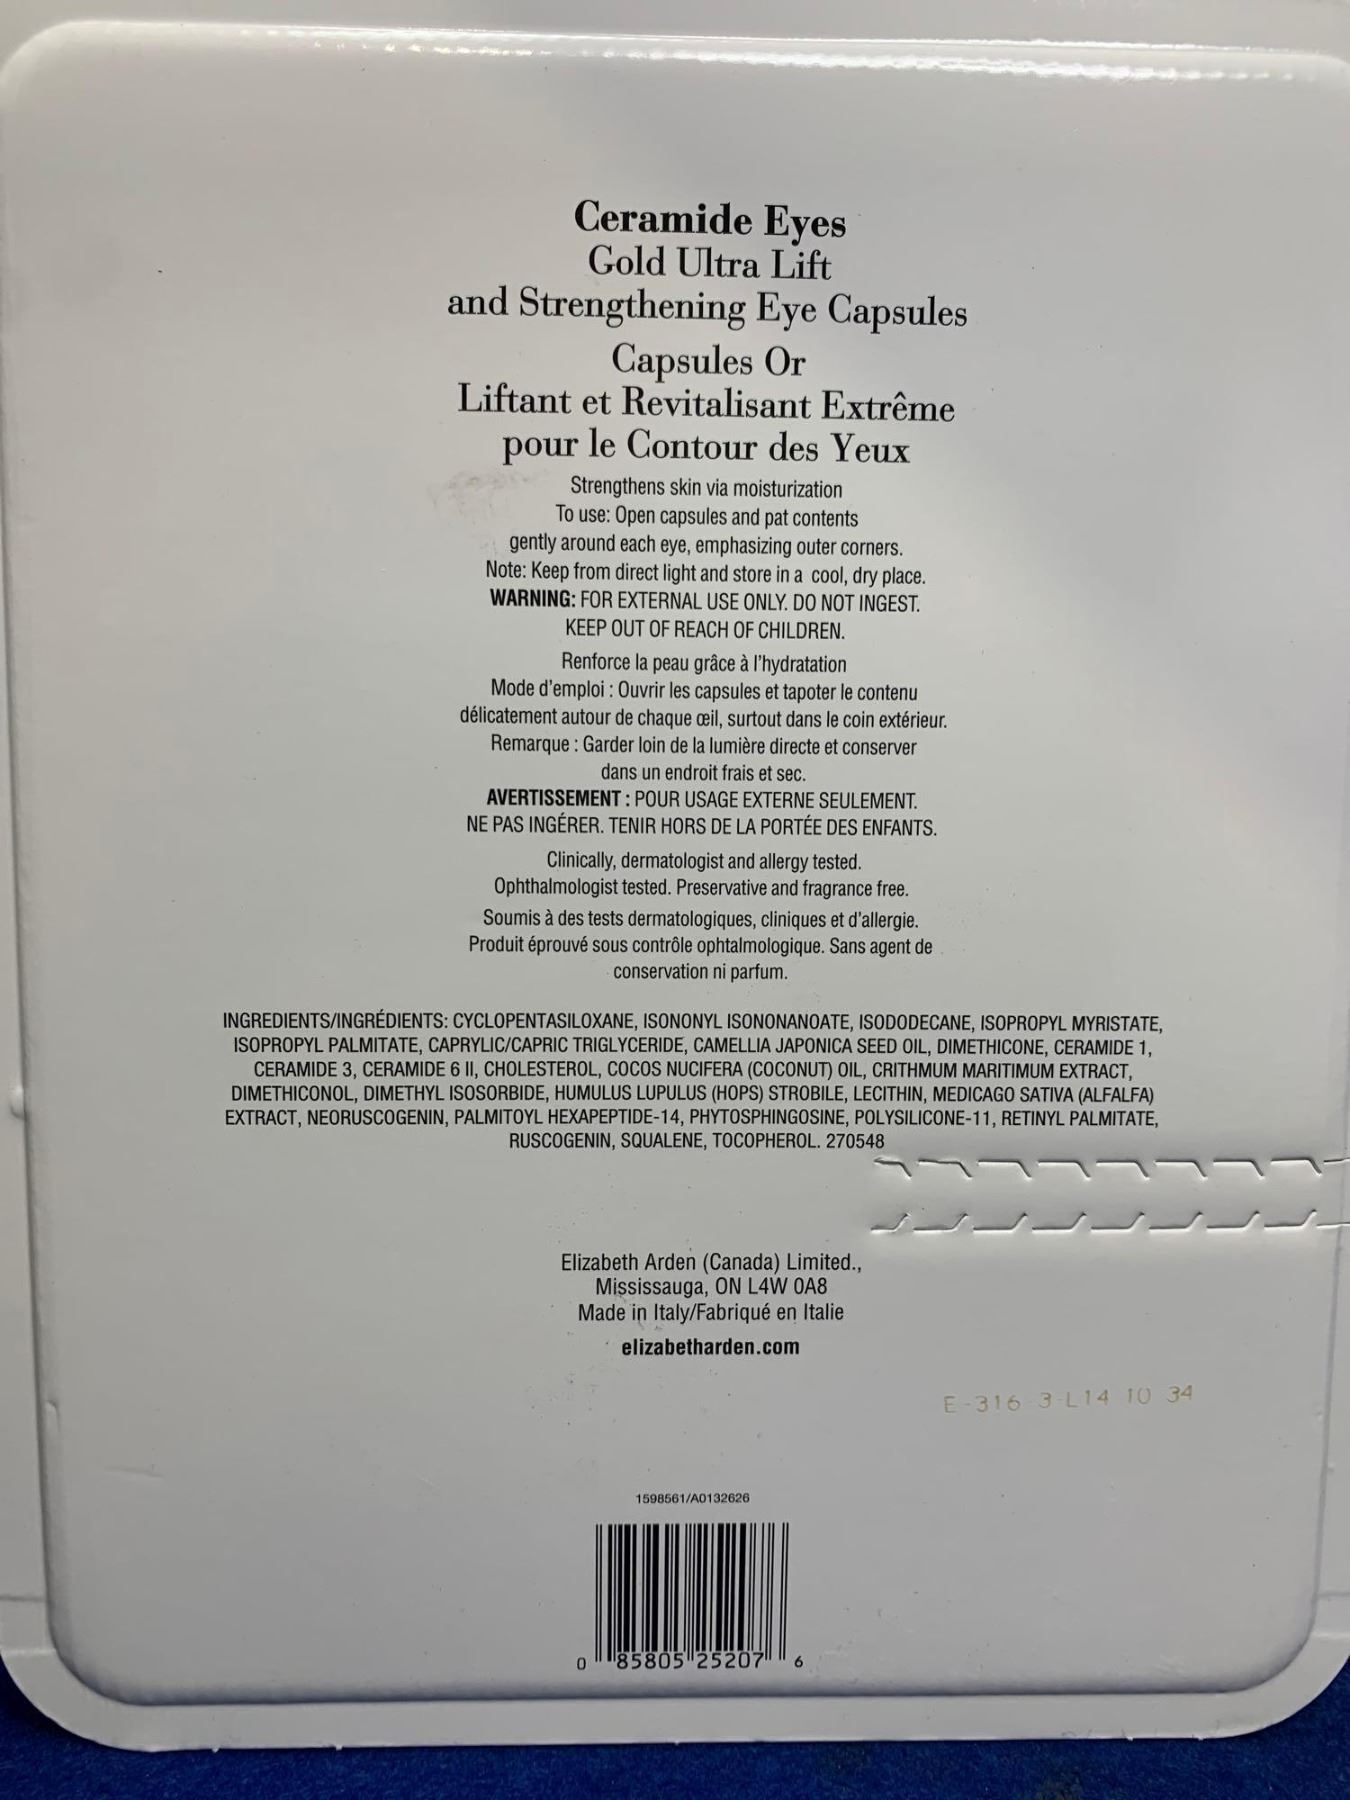 Ceramide Eyes
Gold Ultra Lift
and Strengthening Eye Capsules
Capsules Or
Liftant et Revitalisant Extrême
pour le Contour des Yeux
Strengthens skin via moisturization
To use: Open capsules and pat contents
gently around each eye, emphasizing outer corners.
Note: Keep from direct light and store in a cool, dry place.
WARNING: FOR EXTERNAL USE ONLY. DO NOT INGEST.
KEEP OUT OF REACH OF CHILDREN.
Renforce la peau grâce à l'hydratation
Mode d'emploi : Ouvrir les capsules et tapoter le contenu
délicatement autour de chaque œil, surtout dans le coin extérieur.
Remarque : Garder loin de la lumière directe et conserver
dans un endroit frais et sec.
AVERTISSEMENT : POUR USAGE EXTERNE SEULEMENT.
NE PAS INGÉRER. TENIR HORS DE LA PORTÉE DES ENFANTS.
Clinically, dermatologist and allergy tested.
Ophthalmologist tested. Preservative and fragrance free.
Soumis à des tests dermatologiques, cliniques et d'allergie.
Produit éprouvé sous contrôle ophtalmologique. Sans agent de
conservation ni parfum.
INGREDIENTS/INGRÉDIENTS: CYCLOPENTASILOXANE, ISONONYL ISONONANOATE, ISODODECANE, ISOPROPYL MYRISTATE,
ISOPROPYL PALMITATE, CAPRYLIC/CAPRIC TRIGLYCERIDE, CAMELLIA JAPONICA SEED OIL, DIMETHICONE, CERAMIDE 1,
CERAMIDE 3, CERAMIDE 6 II, CHOLESTEROL, COCOS NUCIFERA (COCONUT) OIL, CRITHMUM MARITIMUM EXTRACT,
DIMETHICONOL, DIMETHYL ISOSORBIDE, HUMULUS LUPULUS (HOPS) STROBILE, LECITHIN, MEDICAGO SATIVA (ALFALFA)
EXTRACT, NEORUSCOGENIN, PALMITOYL HEXAPEPTIDE-14, PHYTOSPHINGOSINE, POLYSILICONE-11, RETINYL PALMITATE,
RUSCOGENIN, SQUALENE, TOCOPHEROL. 270548
Elizabeth Arden (Canada) Limited.,
Mississauga, ON L4W 0A8
Made in Italy/Fabriqué en Italie
elizabetharden.com
E-316 3-L14 10 34
1598561/A0132626
0 85805 25207 6